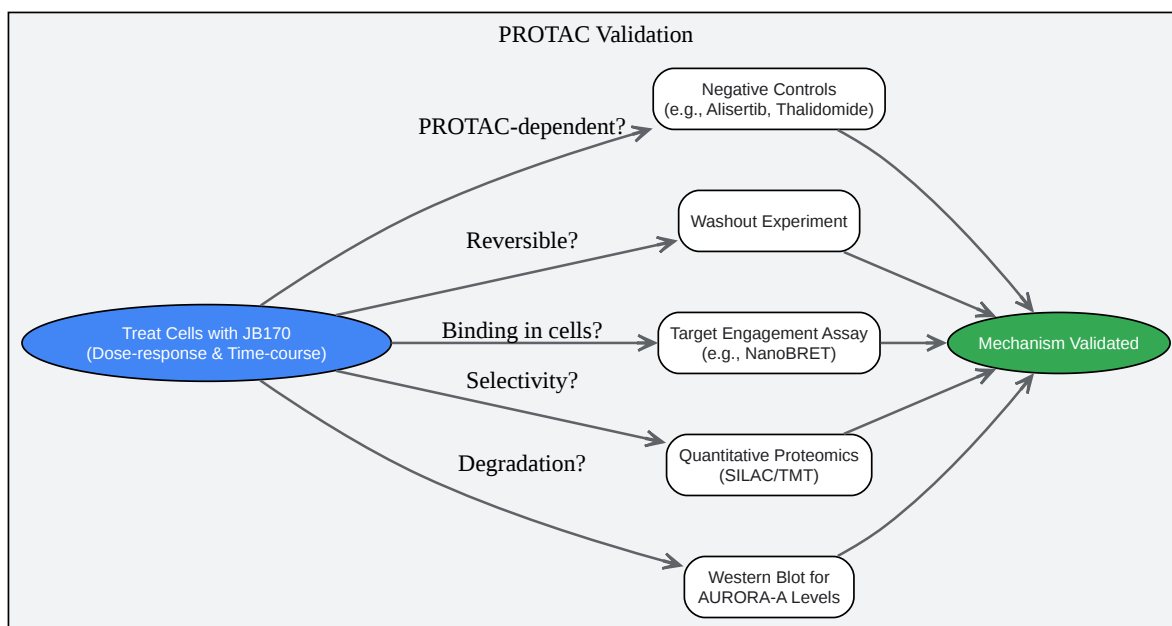 PROTAC Validation
Negative Controls
(e.g., Alisertib, Thalidomide)
PROTAC-dependent?
Washout Experiment
Reversible?
Treat Cells with JB170
(Dose-response & Time-course)
Binding in cells?
Target Engagement Assay
(e.g., NanoBRET)
Mechanism Validated
Selectivity?
Quantitative Proteomics
(SILAC/TMT)
Degradation?
Western Blot for
AURORA-A Levels